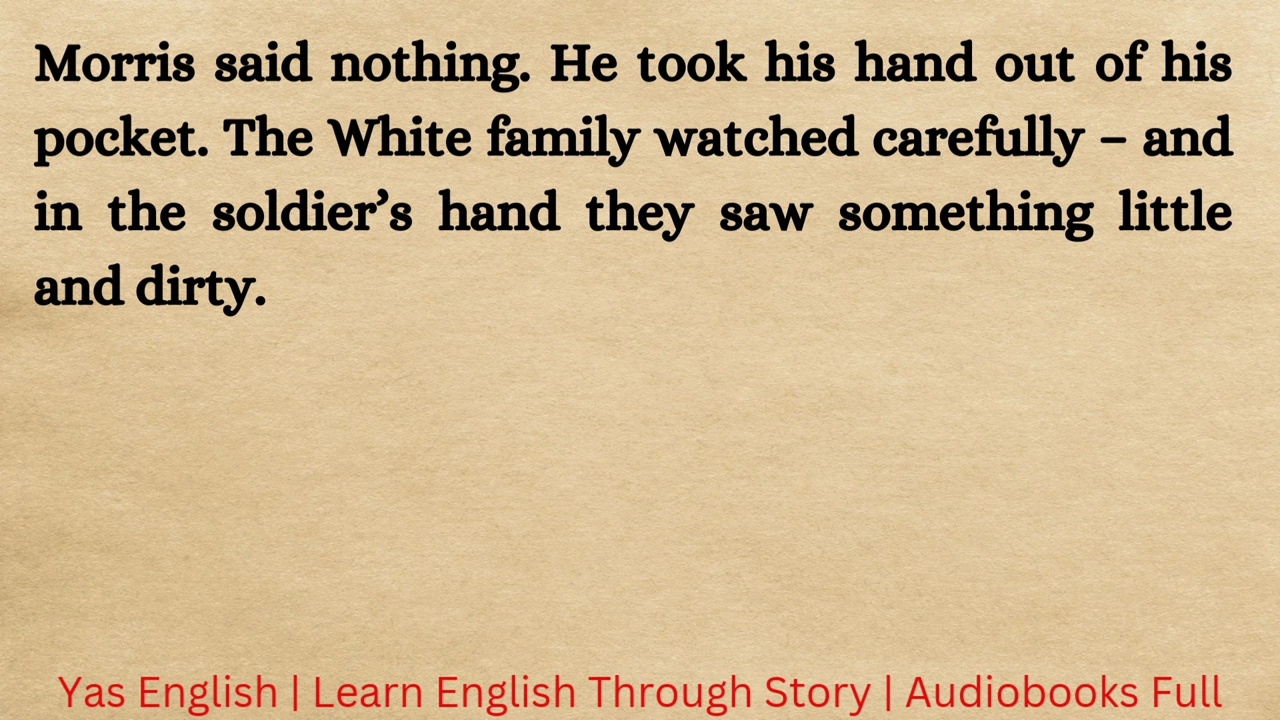 Morris said nothing. He took his hand out of his
pocket. The White family watched carefully – and
in the soldier’s hand they saw something little
and dirty.
Yas English | Learn English Through Story | Audiobooks Full